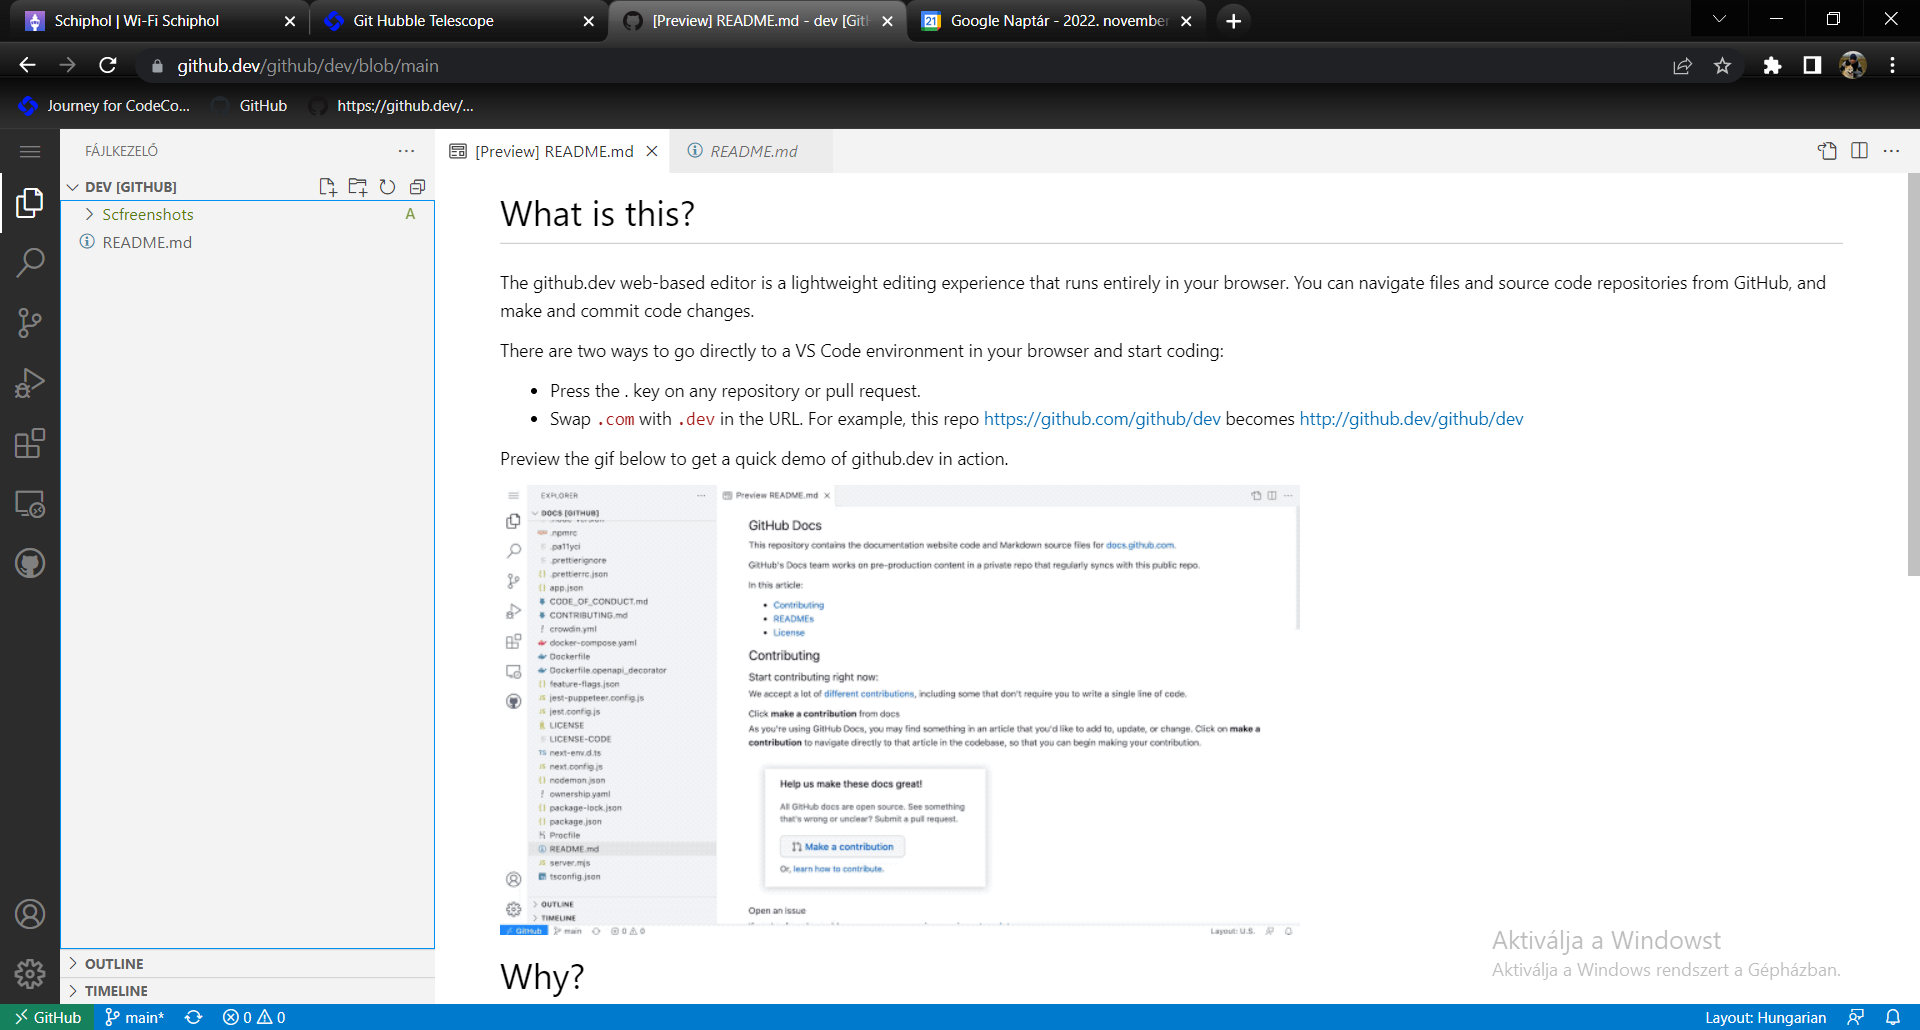 Schiphol | Wi-Fi Schiphol
Git Hubble Telescope
[Preview] README.md - dev [Git
Google Naptár - 2022. november
github.dev/github/dev/blob/main
Journey for CodeCo...
GitHub
https://github.dev/...
FÁJLKEZELŐ
DEV [GITHUB]
Scfreenshots A
README.md
OUTLINE
TIMELINE
[Preview] README.md
README.md
What is this?
The github.dev web-based editor is a lightweight editing experience that runs entirely in your browser. You can navigate files and source code repositories from GitHub, and
make and commit code changes.
There are two ways to go directly to a VS Code environment in your browser and start coding:
• Press the . key on any repository or pull request.
• Swap .com with .dev in the URL. For example, this repo https://github.com/github/dev becomes http://github.dev/github/dev
Preview the gif below to get a quick demo of github.dev in action.
EXPLORER
DOCS [GITHUB]
.npmrc
.pa11yci
.prettierignore
.prettierrc.json
app.json
CODE_OF_CONDUCT.md
CONTRIBUTING.md
crowdin.yml
docker-compose.yaml
Dockerfile
Dockerfile.openapi_decorator
feature-flags.json
jest-puppeteer.config.js
jest.config.js
LICENSE
LICENSE-CODE
next-env.d.ts
next.config.js
nodemon.json
ownership.yaml
package-lock.json
package.json
Procfile
README.md
server.mjs
tsconfig.json
OUTLINE
TIMELINE
Preview README.md
GitHub Docs
This repository contains the documentation website code and Markdown source files for docs.github.com.
GitHub's Docs team works on pre-production content in a private repo that regularly syncs with this public repo.
In this article:
• Contributing
• READMEs
• License
Contributing
Start contributing right now:
We accept a lot of different contributions, including some that don't require you to write a single line of code.
Click make a contribution from docs
As you're using GitHub Docs, you may find something in an article that you'd like to add to, update, or change. Click on make a
contribution to navigate directly to that article in the codebase, so that you can begin making your contribution.
Help us make these docs great!
All GitHub docs are open source. See something
that's wrong or unclear? Submit a pull request.
Make a contribution
Or, learn how to contribute.
Open an issue
GitHub main 0 0
Layout: U.S.
Why?
Aktiválja a Windowst
Aktiválja a Windows rendszert a Gépházban.
GitHub main* 0 0
Layout: Hungarian